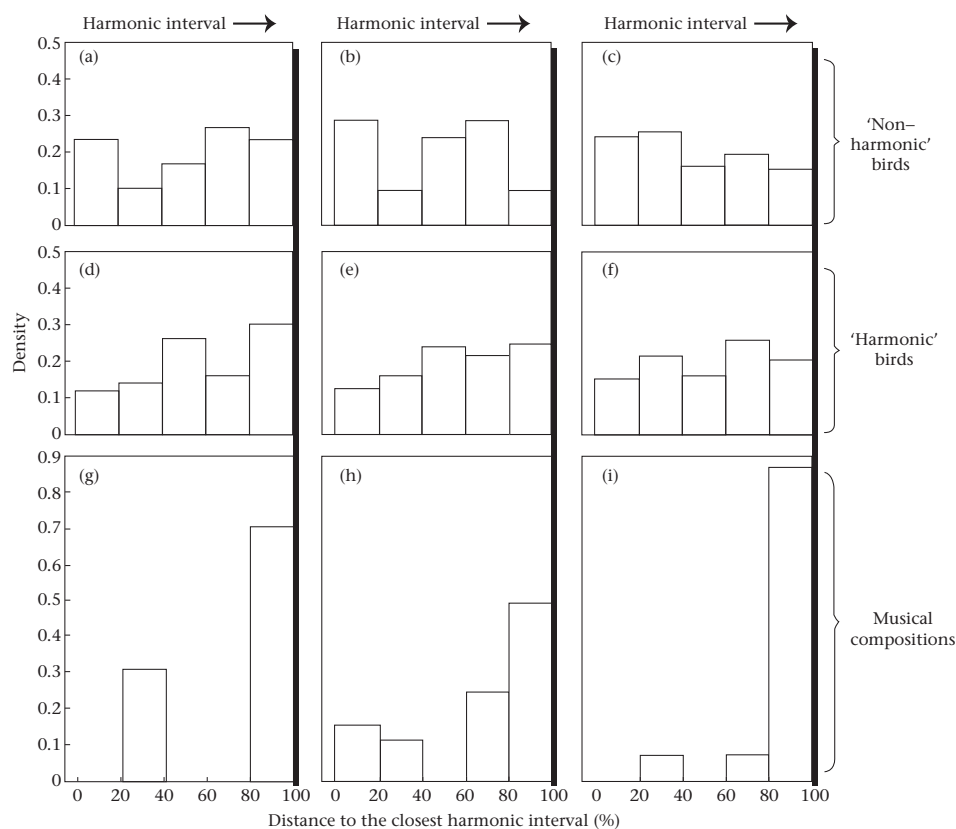 Harmonic interval
Harmonic interval
Harmonic interval
0.5
0.4
0.3
0.2
0.1
0
(a)
(b)
(c)
'Non–
harmonic'
birds
0.5
0.4
0.3
0.2
0.1
0
(d)
(e)
(f)
'Harmonic'
birds
Density
0.9
0.8
0.7
0.6
0.5
0.4
0.3
0.2
0.1
0
(g)
(h)
(i)
Musical
compositions
0 20 40 60 80 100
0 20 40 60 80 100
0 20 40 60 80 100
Distance to the closest harmonic interval (%)